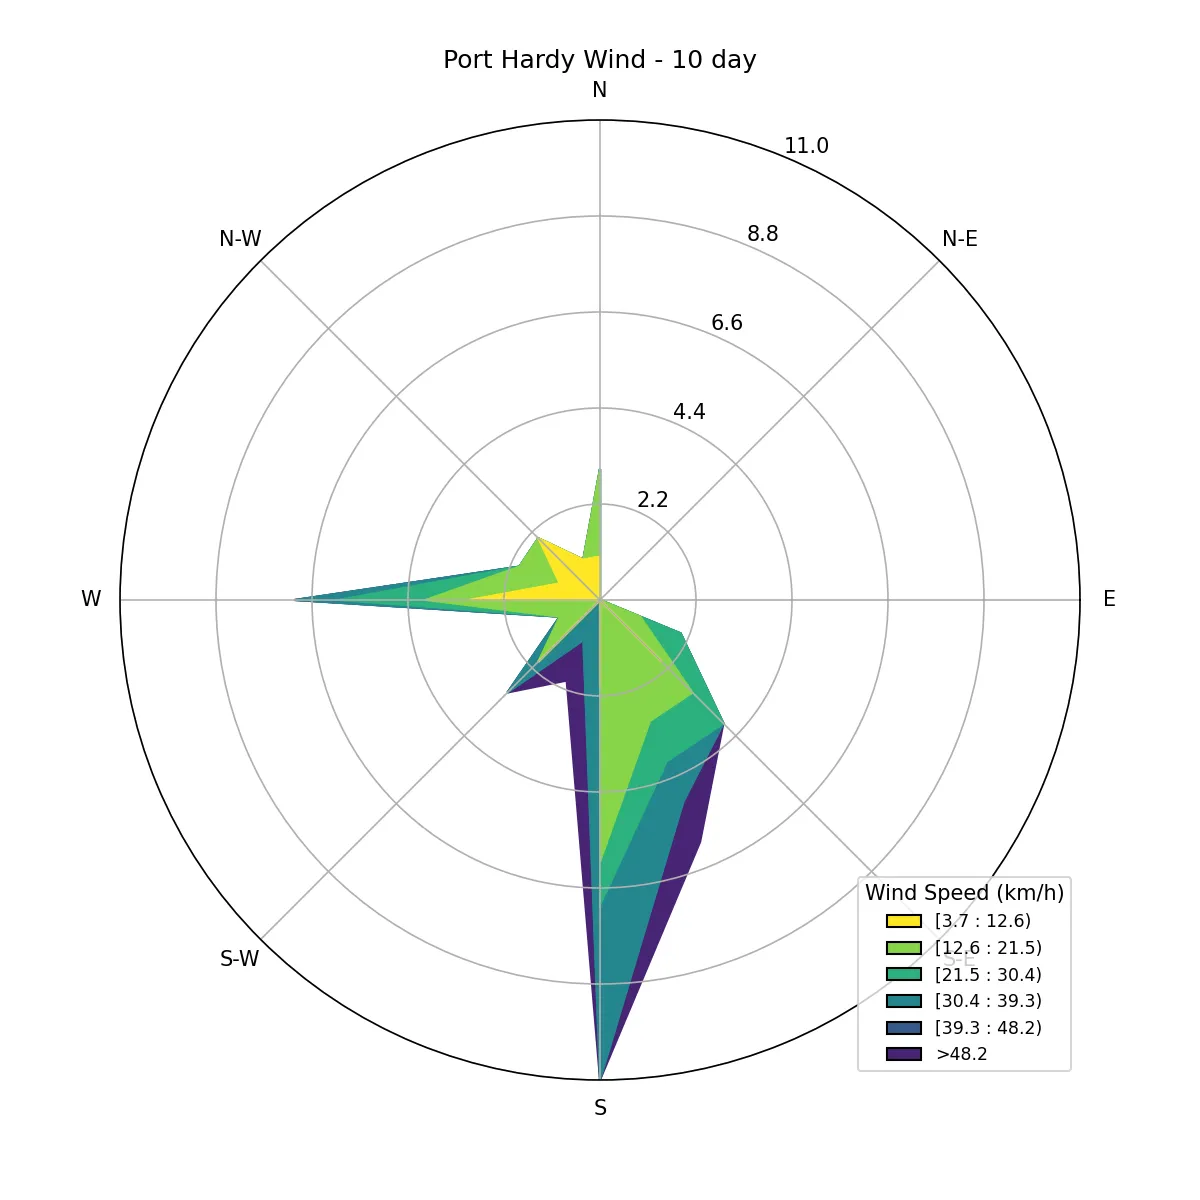 Port Hardy Wind - 10 day
N
11.0
N-W
8.8
N-E
6.6
4.4
2.2
W
E
S-W
S-E
S
Wind Speed (km/h)
[3.7 : 12.6)
[12.6 : 21.5)
[21.5 : 30.4)
[30.4 : 39.3)
[39.3 : 48.2)
>48.2